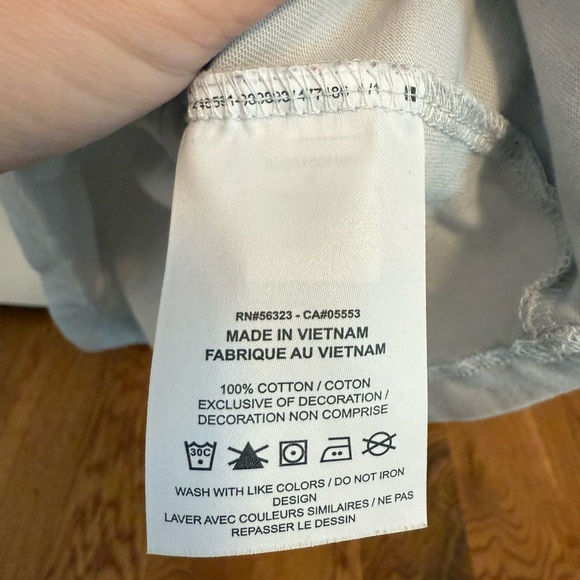 RN#56323 - CA#05553
MADE IN VIETNAM
FABRIQUE AU VIETNAM
100% COTTON / COTON
EXCLUSIVE OF DECORATION /
DECORATION NON COMPRISE
30C
WASH WITH LIKE COLORS / DO NOT IRON
DESIGN
LAVER AVEC COULEURS SIMILAIRES / NE PAS
REPASSER LE DESSIN